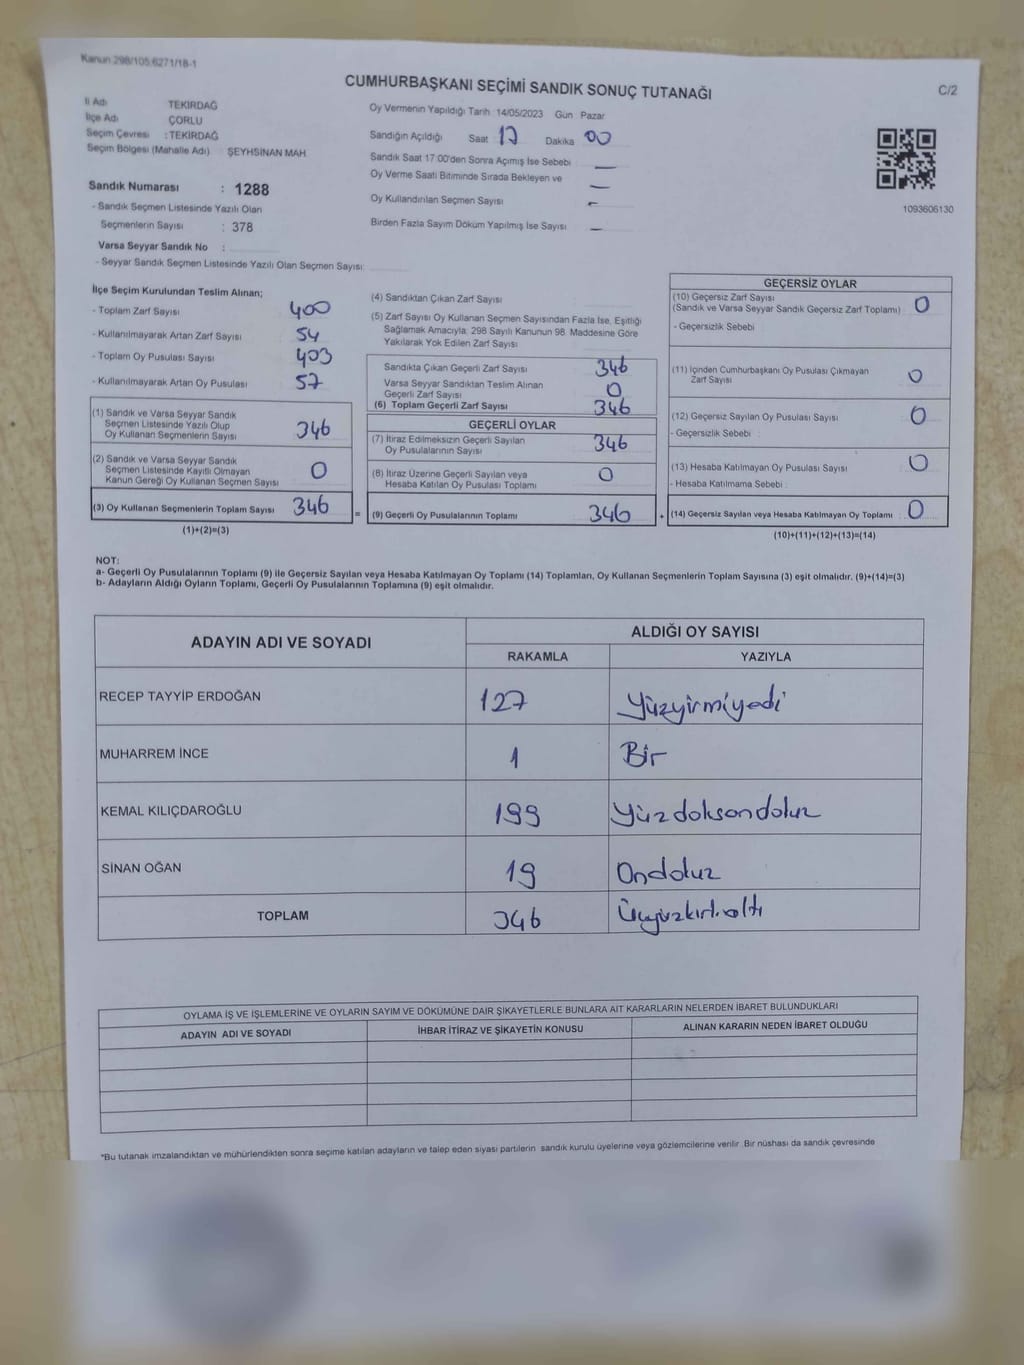 Kanun 298/105.6271/18-1
CUMHURBAŞKANI SEÇİMİ SANDIK SONUÇ TUTANAĞI
C/2
İl Adı TEKİRDAĞ
İlçe Adı ÇORLU
Seçim Çevresi : TEKİRDAĞ
Seçim Bölgesi (Mahalle Adı) ŞEYHSİNAN MAH.
Sandık Numarası : 1288
- Sandık Seçmen Listesinde Yazılı Olan
Seçmenlerin Sayısı : 378
Varsa Seyyar Sandık No :
- Seyyar Sandık Seçmen Listesinde Yazılı Olan Seçmen Sayısı:
Oy Vermenin Yapıldığı Tarih 14/05/2023 Gün Pazar
Sandığın Açıldığı Saat 17 Dakika 00
Sandık Saat 17:00'den Sonra Açımış İse Sebebi —
Oy Verme Saati Bitiminde Sırada Bekleyen ve —
Oy Kullandırılan Seçmen Sayısı -
Birden Fazla Sayım Döküm Yapılmış İse Sayısı —
1093606130
İlçe Seçim Kurulundan Teslim Alınan;
- Toplam Zarf Sayısı 400
- Kullanılmayarak Artan Zarf Sayısı 54
- Toplam Oy Pusulası Sayısı 403
- Kullanılmayarak Artan Oy Pusulası 57
(1) Sandık ve Varsa Seyyar Sandık
Seçmen Listesinde Yazılı Olup
Oy Kullanan Seçmenlerin Sayısı 346
(2) Sandık ve Varsa Seyyar Sandık
Seçmen Listesinde Kayıtlı Olmayan
Kanun Gereği Oy Kullanan Seçmen Sayısı 0
(3) Oy Kullanan Seçmenlerin Toplam Sayısı 346
(1)+(2)=(3)
(4) Sandıktan Çıkan Zarf Sayısı
(5) Zarf Sayısı Oy Kullanan Seçmen Sayısından Fazla İse, Eşitliği
Sağlamak Amacıyla 298 Sayılı Kanunun 98. Maddesine Göre
Yakılarak Yok Edilen Zarf Sayısı
Sandıkta Çıkan Geçerli Zarf Sayısı 346
Varsa Seyyar Sandıktan Teslim Alınan
Geçerli Zarf Sayısı 0
(6) Toplam Geçerli Zarf Sayısı 346
GEÇERLİ OYLAR
(7) İtiraz Edilmeksizin Geçerli Sayılan
Oy Pusulalarının Sayısı 346
(8) İtiraz Üzerine Geçerli Sayılan veya
Hesaba Katılan Oy Pusulası Toplamı 0
= (9) Geçerli Oy Pusulalarının Toplamı 346
GEÇERSİZ OYLAR
(10) Geçersiz Zarf Sayısı
(Sandık ve Varsa Seyyar Sandık Geçersiz Zarf Toplamı) 0
- Geçersizlik Sebebi
(11) İçinden Cumhurbaşkanı Oy Pusulası Çıkmayan
Zarf Sayısı 0
(12) Geçersiz Sayılan Oy Pusulası Sayısı 0
- Geçersizlik Sebebi
(13) Hesaba Katılmayan Oy Pusulası Sayısı 0
- Hesaba Katılmama Sebebi
+ (14) Geçersiz Sayılan veya Hesaba Katılmayan Oy Toplamı 0
(10)+(11)+(12)+(13)=(14)
NOT:
a- Geçerli Oy Pusulalarının Toplamı (9) ile Geçersiz Sayılan veya Hesaba Katılmayan Oy Toplamı (14) Toplamları, Oy Kullanan Seçmenlerin Toplam Sayısına (3) eşit olmalıdır. (9)+(14)=(3)
b- Adayların Aldığı Oyların Toplamı, Geçerli Oy Pusulalarının Toplamına (9) eşit olmalıdır.
ADAYIN ADI VE SOYADI ALDIĞI OY SAYISI
RAKAMLA YAZIYLA
RECEP TAYYİP ERDOĞAN 127 Yüzyirmiyedi
MUHARREM İNCE 1 Bir
KEMAL KILIÇDAROĞLU 199 Yüzdoksandokuz
SİNAN OĞAN 19 Ondokuz
TOPLAM 346 Üçyüzkırkaltı
OYLAMA İŞ VE İŞLEMLERİNE VE OYLARIN SAYIM VE DÖKÜMÜNE DAİR ŞİKAYETLERLE BUNLARA AİT KARARLARIN NELERDEN İBARET BULUNDUKLARI
ADAYIN ADI VE SOYADI İHBAR İTİRAZ VE ŞİKAYETİN KONUSU ALINAN KARARIN NEDEN İBARET OLDUĞU
*Bu tutanak imzalandıktan ve mühürlendikten sonra seçime katılan adayların ve talep eden siyasi partilerin sandık kurulu üyelerine veya gözlemcilerine verilir. Bir nüshası da sandık çevresinde